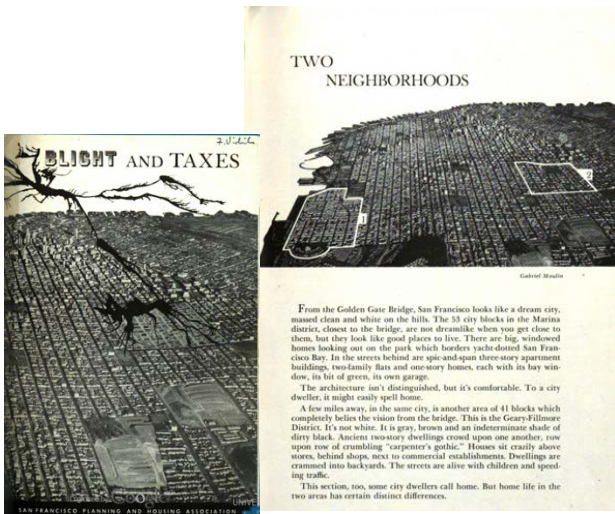 BLIGHT AND TAXES
SAN FRANCISCO PLANNING AND HOUSING ASSOCIATION
UNIVE
TWO
NEIGHBORHOODS
1
2
Gabriel Moulin
From the Golden Gate Bridge, San Francisco looks like a dream city,
massed clean and white on the hills. The 53 city blocks in the Marina
district, closest to the bridge, are not dreamlike when you get close to
them, but they look like good places to live. There are big, windowed
homes looking out on the park which borders yacht-dotted San Fran-
cisco Bay. In the streets behind are spic-and-span three-story apartment
buildings, two-family flats and one-story homes, each with its bay win-
dow, its bit of green, its own garage.
The architecture isn't distinguished, but it's comfortable. To a city
dweller, it might easily spell home.
A few miles away, in the same city, is another area of 41 blocks which
completely belies the vision from the bridge. This is the Geary-Fillmore
District. It's not white. It is gray, brown and an indeterminate shade of
dirty black. Ancient two-story dwellings crowd upon one another, row
upon row of crumbling "carpenter's gothic." Houses sit crazily above
stores, behind shops, next to commercial establishments. Dwellings are
crammed into backyards. The streets are alive with children and speed-
ing traffic.
This section, too, some city dwellers call home. But home life in the
two areas has certain distinct differences.